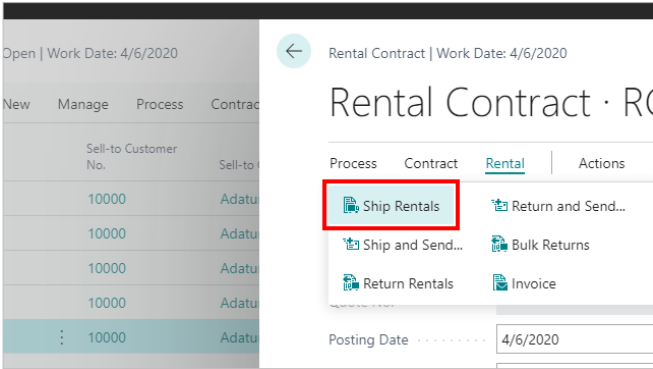 Open | Work Date: 4/6/2020
New Manage Process Contrac
Sell-to Customer
No.
Sell-to
10000 Adatu
10000 Adatu
10000 Adatu
10000 Adatu
10000 Adatu
Rental Contract | Work Date: 4/6/2020
Rental Contract · RC
Process Contract Rental Actions
Ship Rentals Return and Send...
Ship and Send... Bulk Returns
Return Rentals Invoice
Quote No.
Posting Date 4/6/2020